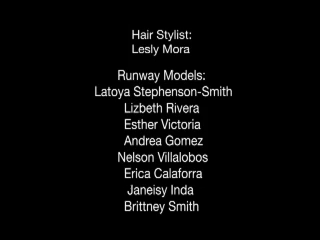 Hair Stylist:
Lesly Mora
Runway Models:
Latoya Stephenson-Smith
Lizbeth Rivera
Esther Victoria
Andrea Gomez
Nelson Villalobos
Erica Calaforra
Janeisy Inda
Brittney Smith